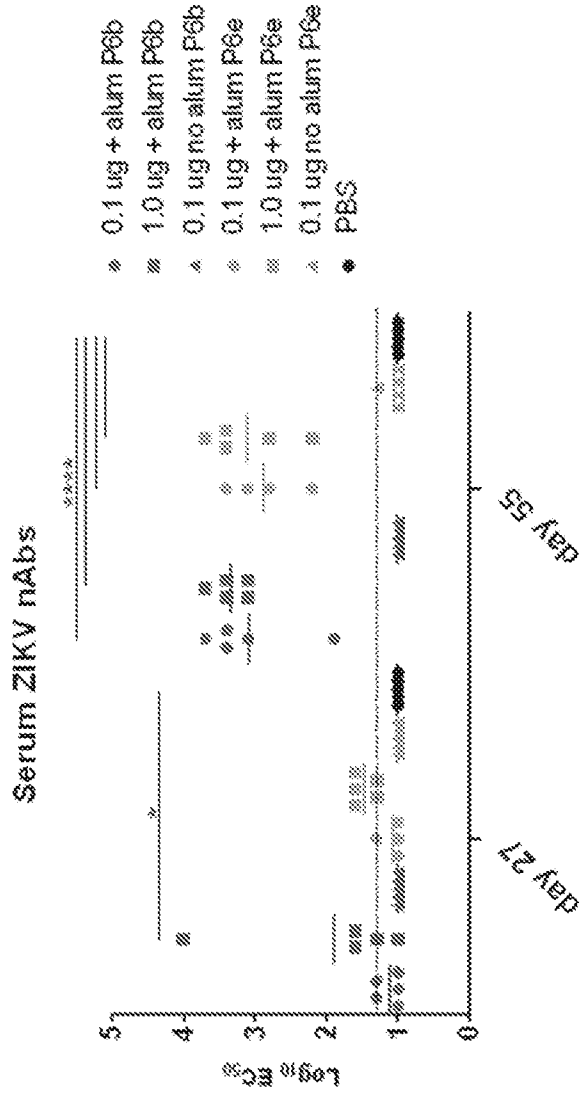 Serum ZIKV nAbs
Log₁₀ EC₅₀
5
4
3
2
1
0
day 27
day 55
*
****
0.1 ug + alum P6b
1.0 ug + alum P6b
0.1 ug no alum P6b
0.1 ug + alum P6e
1.0 ug + alum P6e
0.1 ug no alum P6e
PBS